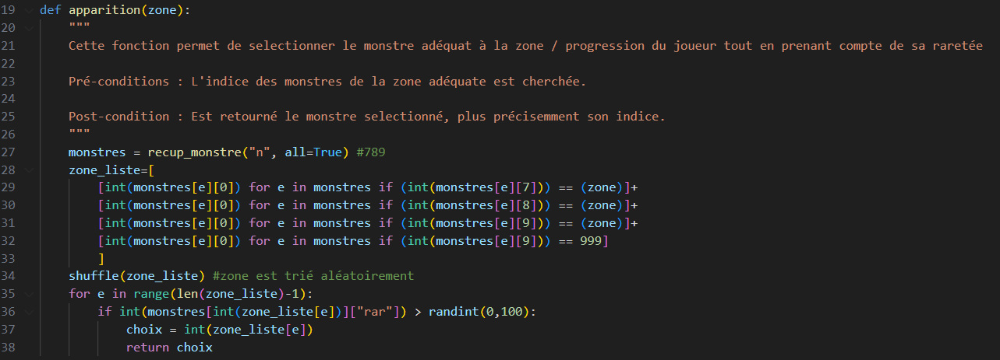 19 def apparition(zone):
20 """
21 Cette fonction permet de selectionner le monstre adéquat à la zone / progression du joueur tout en prenant compte de sa raretée
22
23 Pré-conditions : L'indice des monstres de la zone adéquate est cherchée.
24
25 Post-condition : Est retourné le monstre selectionné, plus précisemment son indice.
26 """
27 monstres = recup_monstre("n", all=True) #789
28 zone_liste=[
29 [int(monstres[e][0]) for e in monstres if (int(monstres[e][7])) == (zone)]+
30 [int(monstres[e][0]) for e in monstres if (int(monstres[e][8])) == (zone)]+
31 [int(monstres[e][0]) for e in monstres if (int(monstres[e][9])) == (zone)]+
32 [int(monstres[e][0]) for e in monstres if (int(monstres[e][9])) == 999]
33 ]
34 shuffle(zone_liste) #zone est trié aléatoirement
35 for e in range(len(zone_liste)-1):
36 if int(monstres[int(zone_liste[e])]["rar"]) > randint(0,100):
37 choix = int(zone_liste[e])
38 return choix